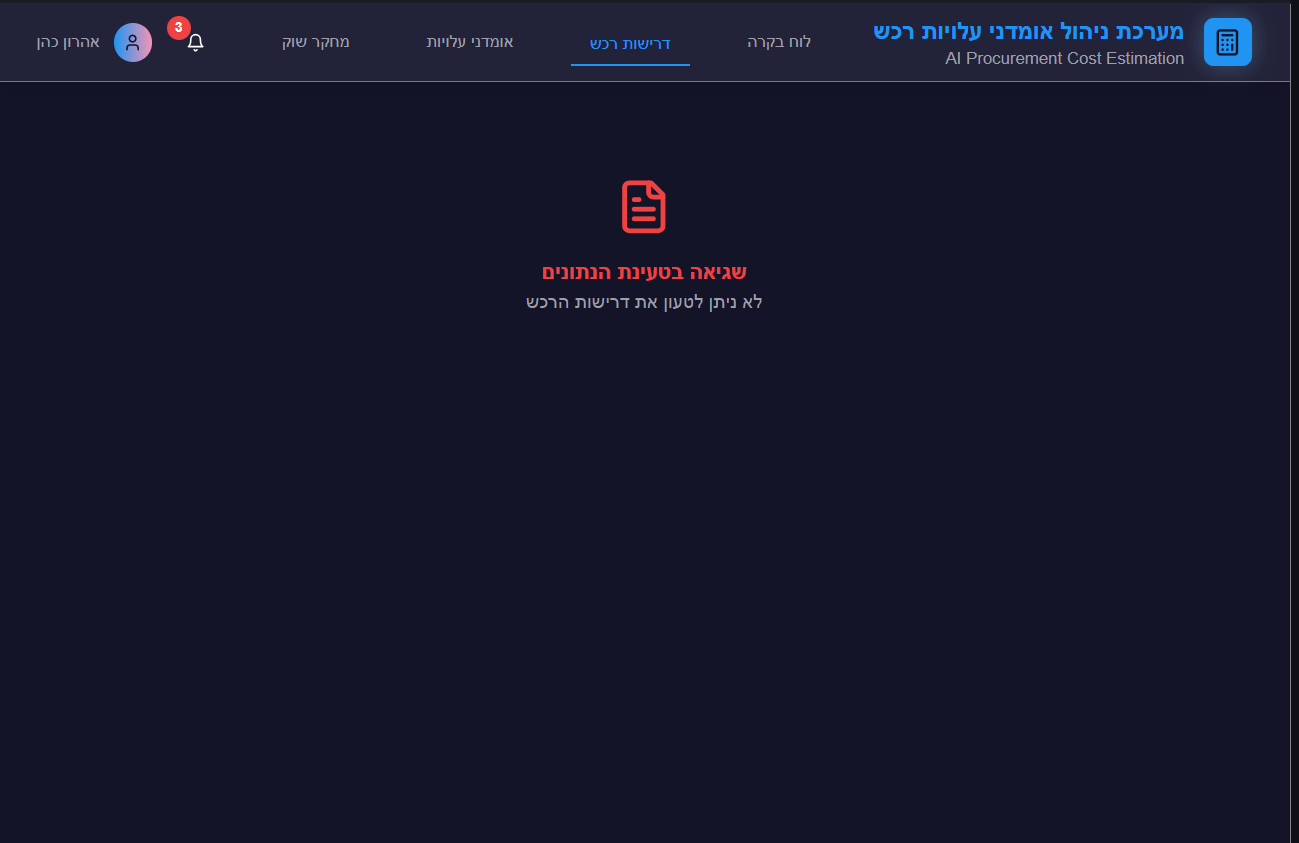 מערכת ניהול אומדני עלויות רכש
AI Procurement Cost Estimation
לוח בקרה
דרישות רכש
אומדני עלויות
מחקר שוק
3
אהרון כהן
שגיאה בטעינת הנתונים
לא ניתן לטעון את דרישות הרכש